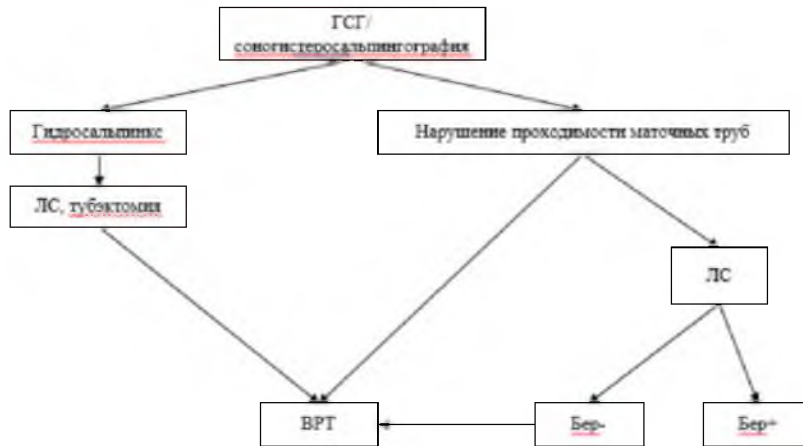 ГСГ/
соногистеросальпингография
Гидросальпинкс
Нарушение проходимости маточных труб
ЛС, тубэктомия
ЛС
ВРТ
Бер-
Бер+